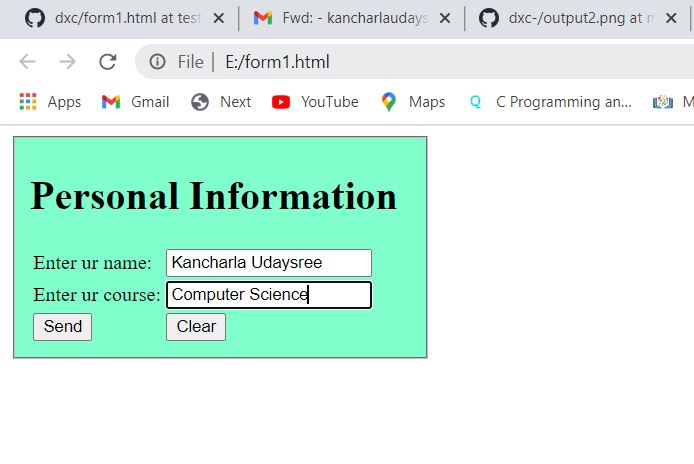 dxc/form1.html at test
Fwd: - kancharlaudays
dxc-/output2.png at m
File | E:/form1.html
Apps Gmail Next YouTube Maps Q C Programming an... M
Personal Information
Enter ur name: Kancharla Udaysree
Enter ur course: Computer Science
Send Clear